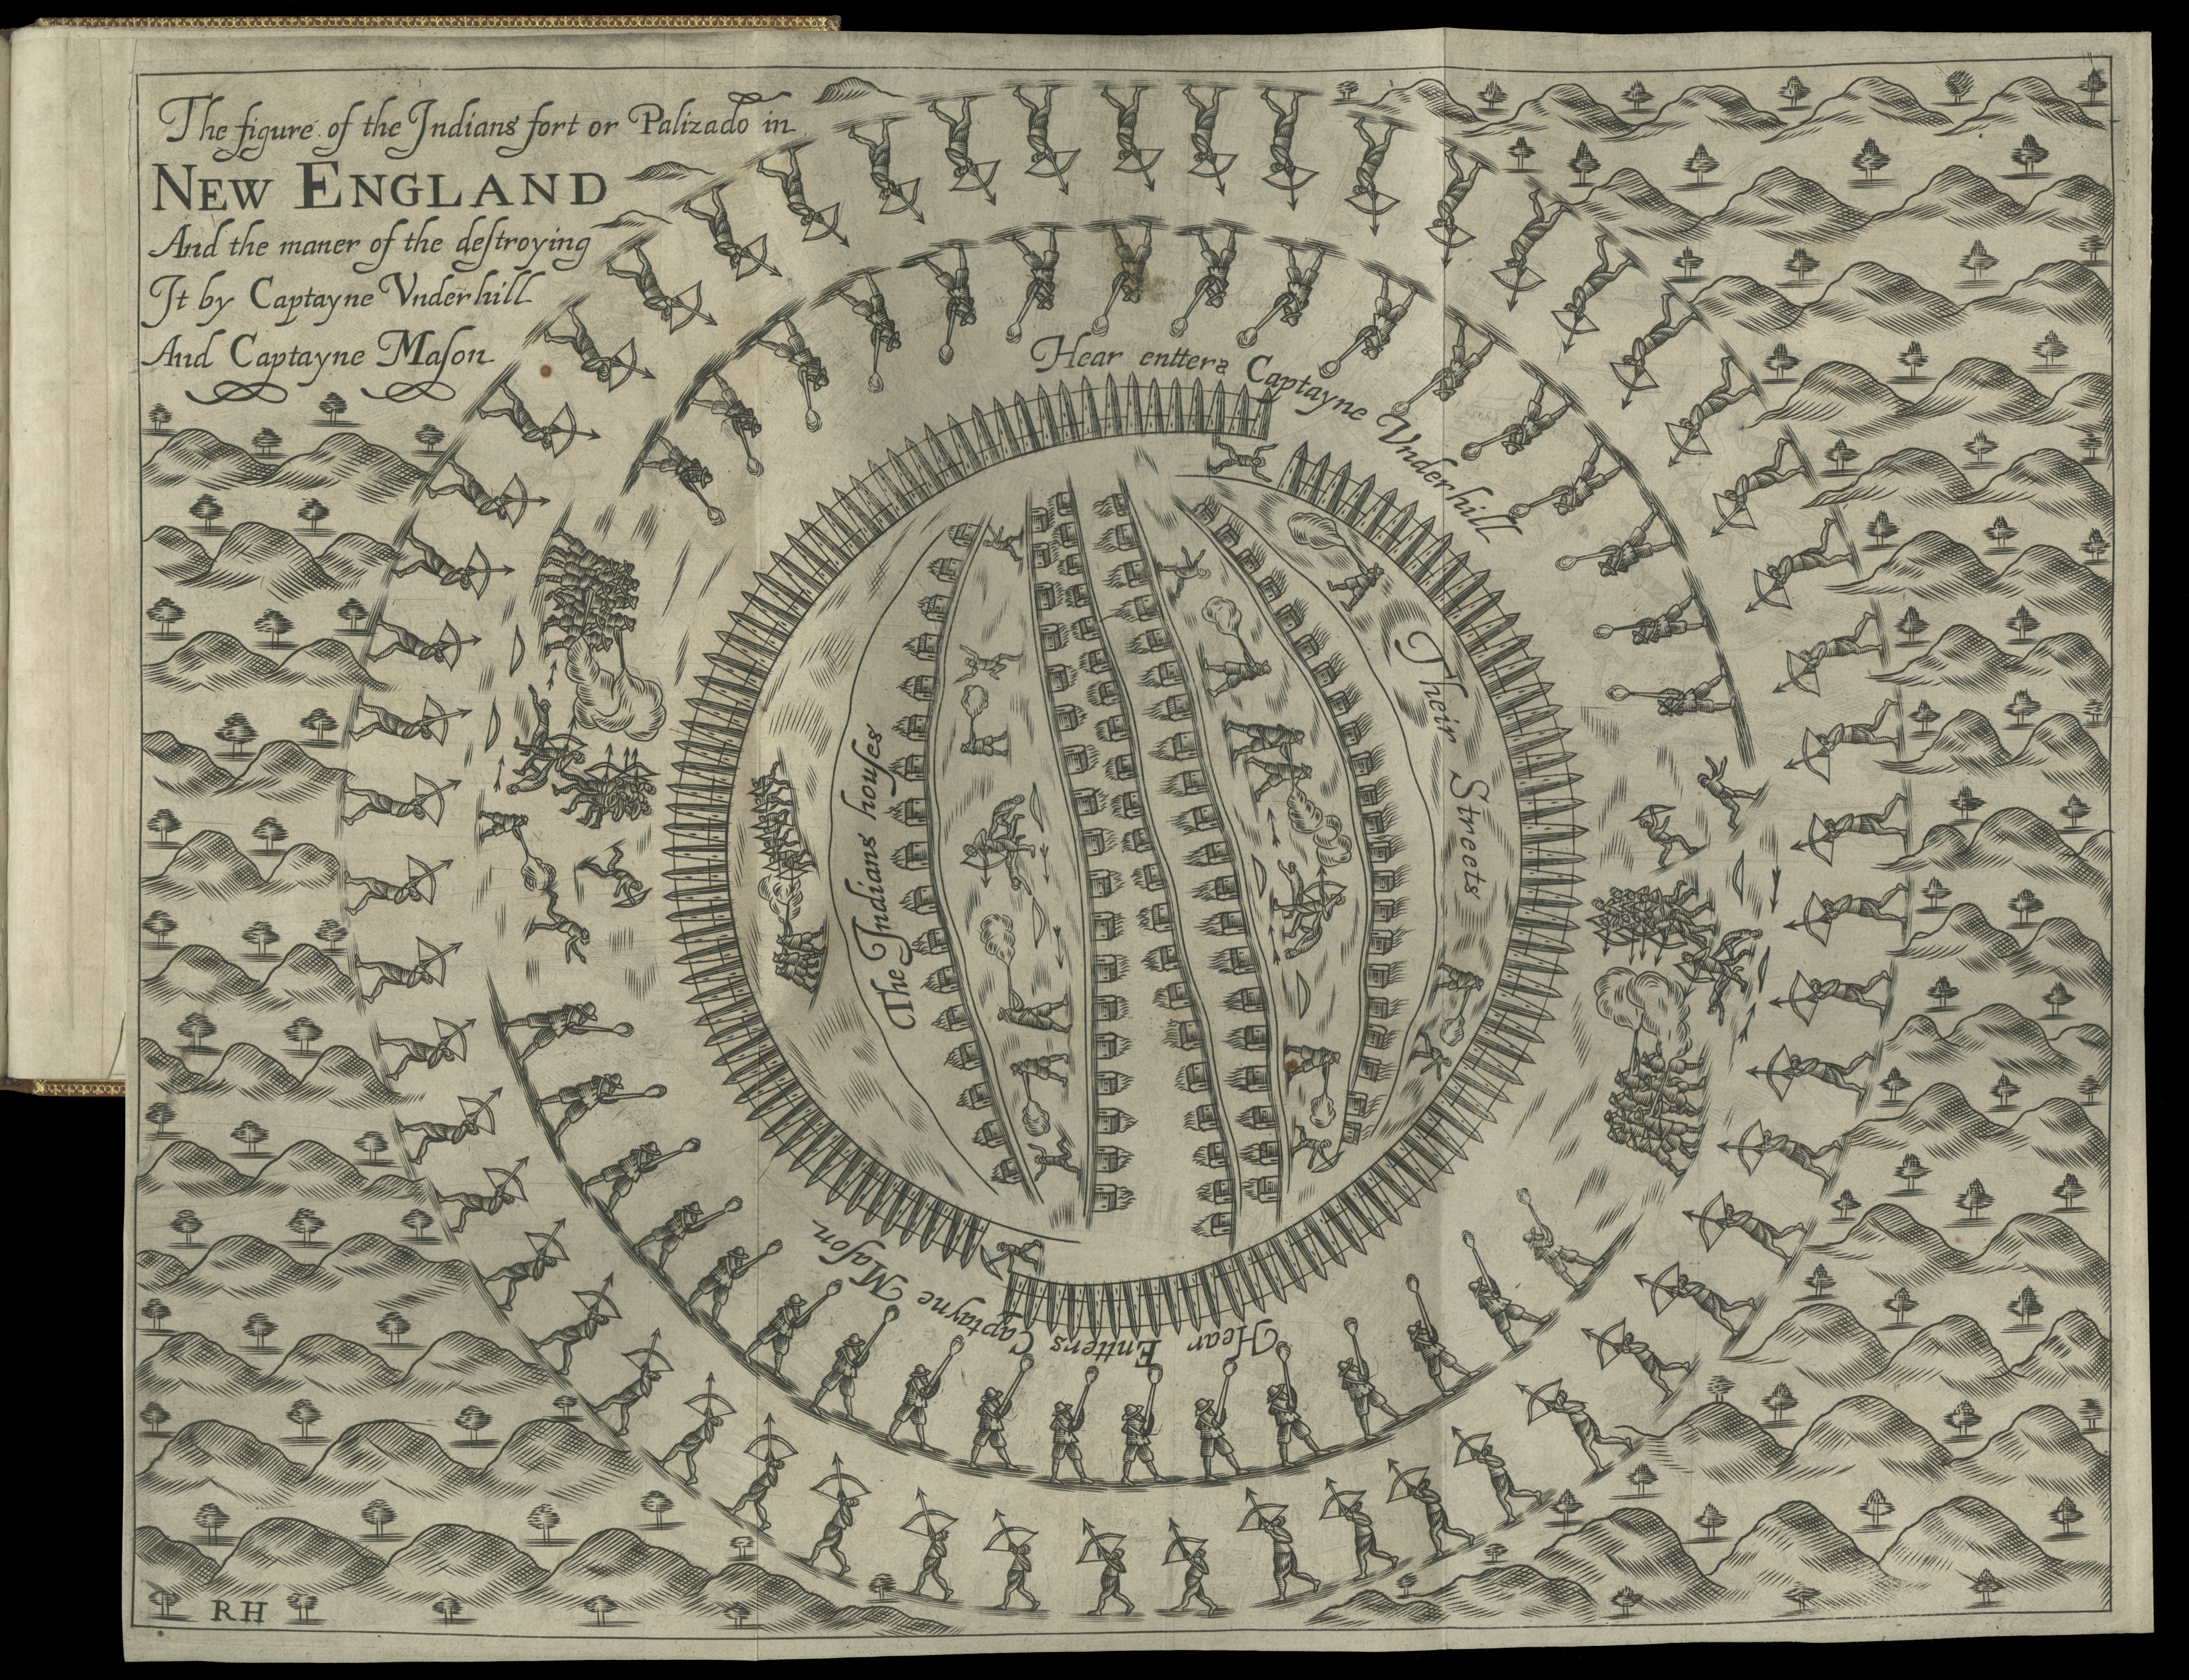 The figure of the Indians fort or Palizado in
NEW ENGLAND
And the maner of the deſtroying
It by Captayne Vnderhill
And Captayne Maſon
Hear entters Captayne Vnderhill
Their Streets
The Indians houſes
Hear Entters Captayne Maſon
RH